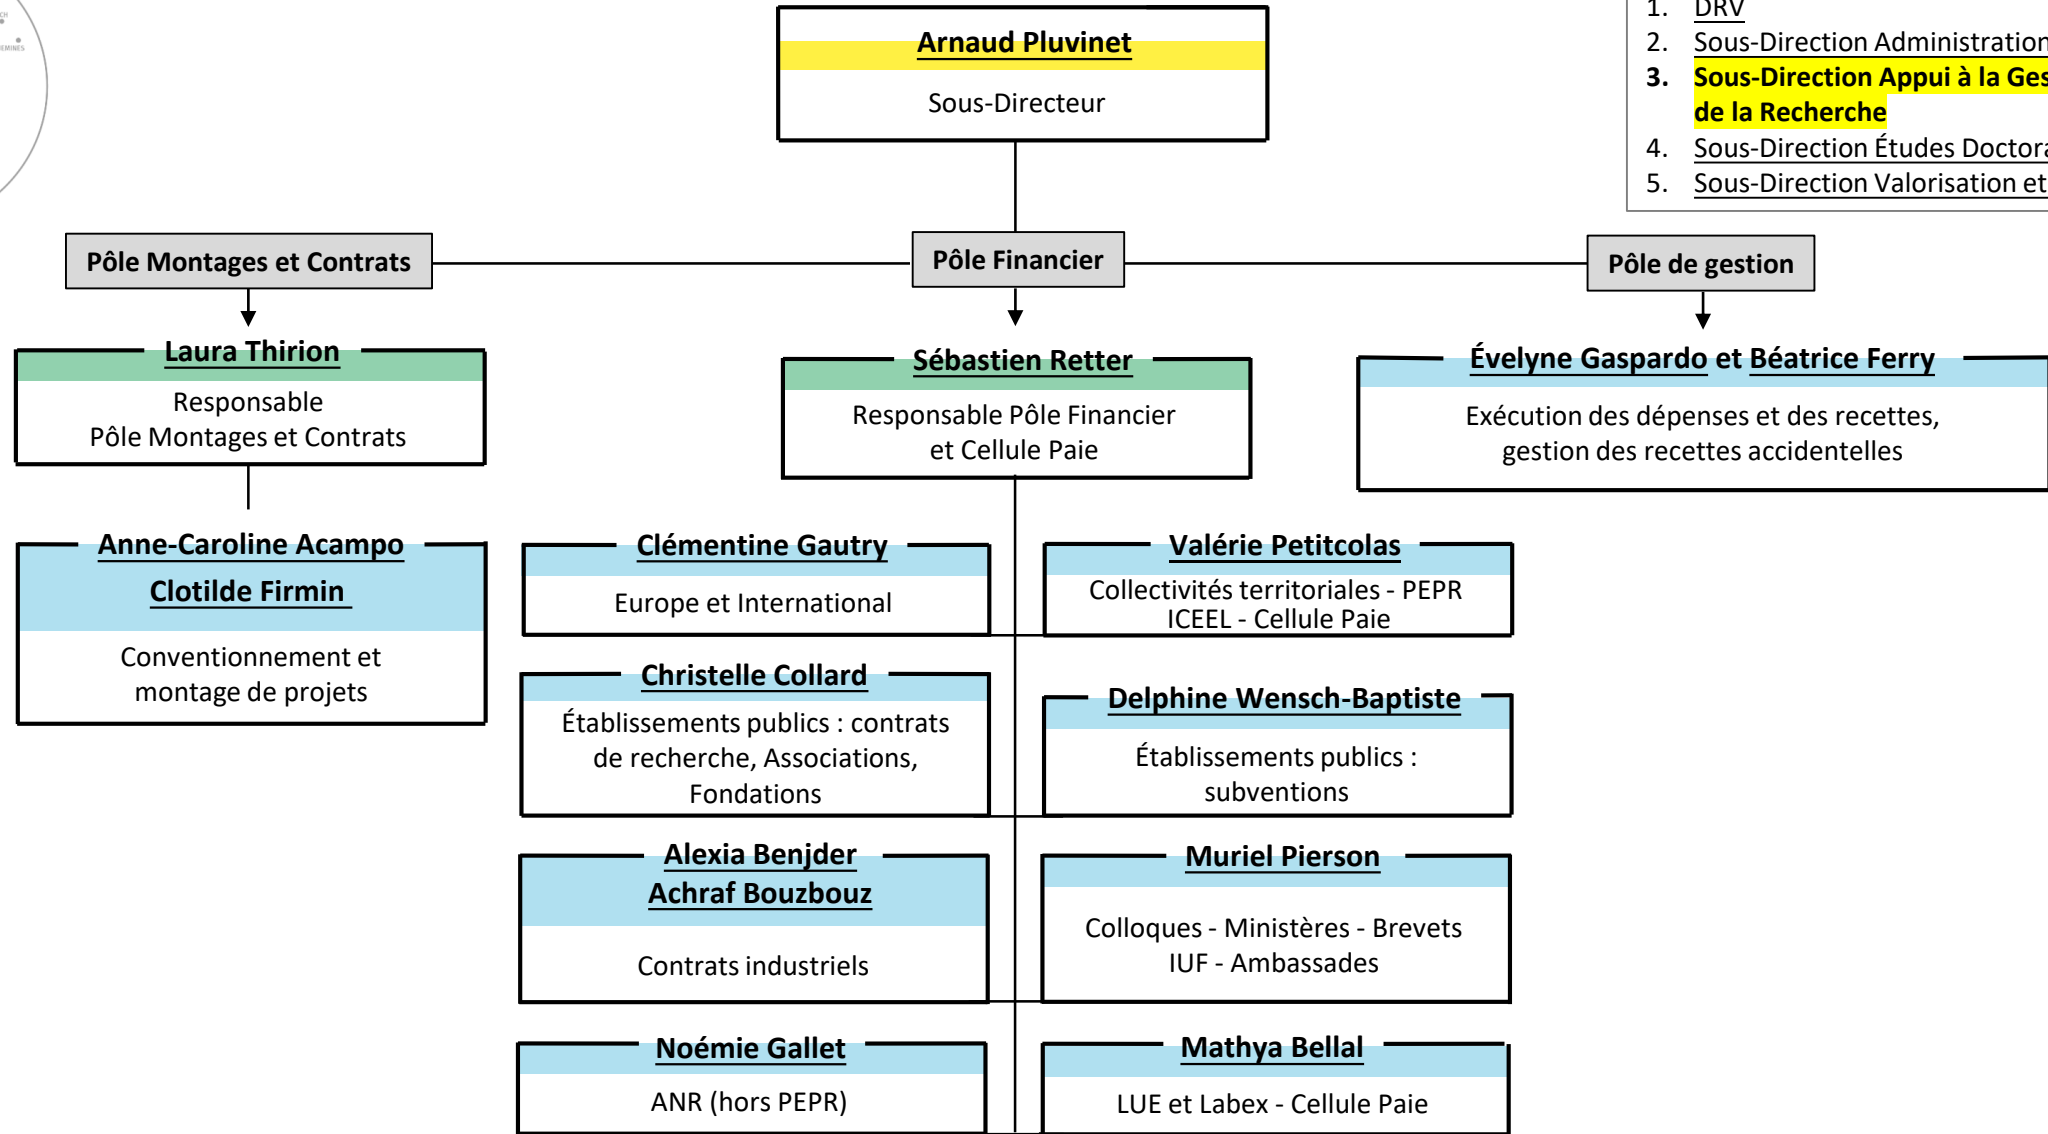 1. DRV
2. Sous-Direction Administration
3. Sous-Direction Appui à la
de la Recherche
4. Sous-Direction Études
5. Sous-Direction Valorisation et
Arnaud Pluvinet
Sous-Directeur
Pôle Montages et Contrats
Pôle Financier
Pôle de gestion
Laura Thirion
Responsable
Pôle Montages et Contrats
Sébastien Retter
Responsable Pôle Financier
et Cellule Paie
Évelyne Gaspardo et Béatrice Ferry
Exécution des dépenses et des recettes,
gestion des recettes accidentelles
Anne-Caroline Acampo
Clotilde Firmin
Conventionnement et
montage de projets
Clémentine Gautry
Europe et International
Valérie Petitcolas
Collectivités territoriales - PEPR
ICEEL - Cellule Paie
Christelle Collard
Établissements publics : contrats
de recherche, Associations,
Fondations
Delphine Wensch-Baptiste
Établissements publics :
subventions
Alexia Benjder
Achraf Bouzbouz
Contrats industriels
Muriel Pierson
Colloques - Ministères - Brevets
IUF - Ambassades
Noémie Gallet
ANR (hors PEPR)
Mathya Bellal
LUE et Labex - Cellule Paie